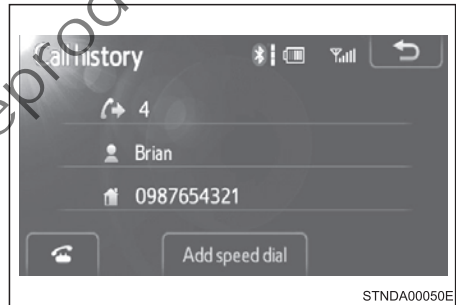 Call history
4
Brian
0987654321
Add speed dial
STNDA00050E